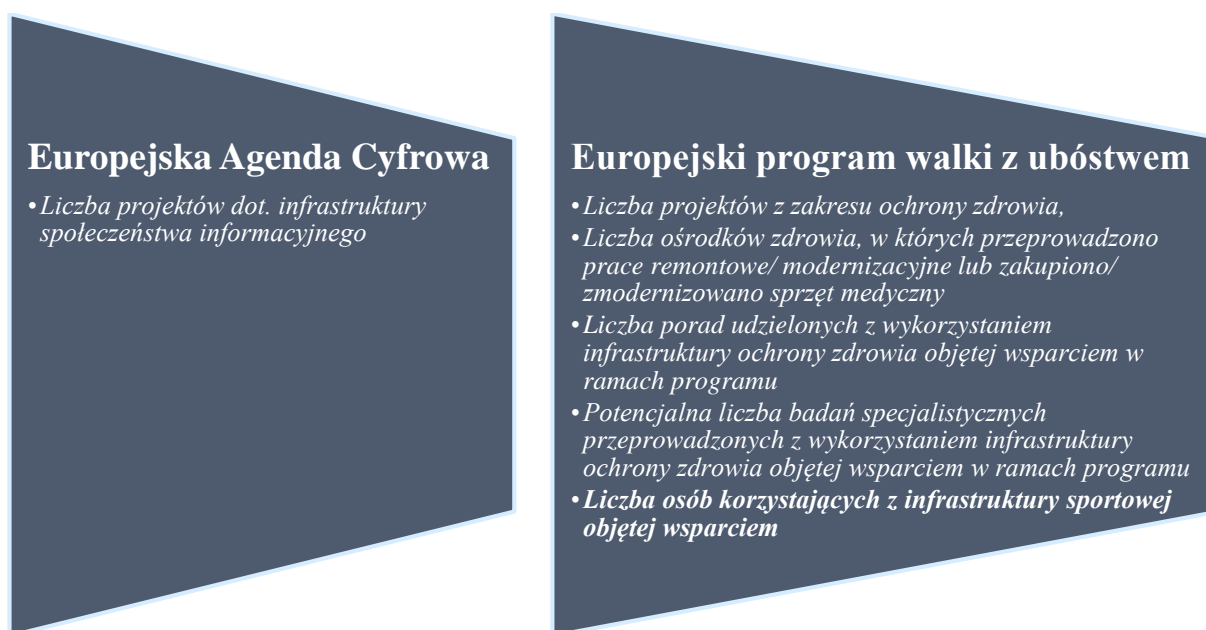 Europejska Agenda Cyfrowa
•Liczba projektów dot. infrastruktury
społeczeństwa informacyjnego
Europejski program walki z ubóstwem
•Liczba projektów z zakresu ochrony zdrowia,
•Liczba ośrodków zdrowia, w których przeprowadzono
prace remontowe/ modernizacyjne lub zakupiono/
zmodernizowano sprzęt medyczny
•Liczba porad udzielonych z wykorzystaniem
infrastruktury ochrony zdrowia objętej wsparciem w
ramach programu
•Potencjalna liczba badań specjalistycznych
przeprowadzonych z wykorzystaniem infrastruktury
ochrony zdrowia objętej wsparciem w ramach programu
•Liczba osób korzystających z infrastruktury sportowej
objętej wsparciem